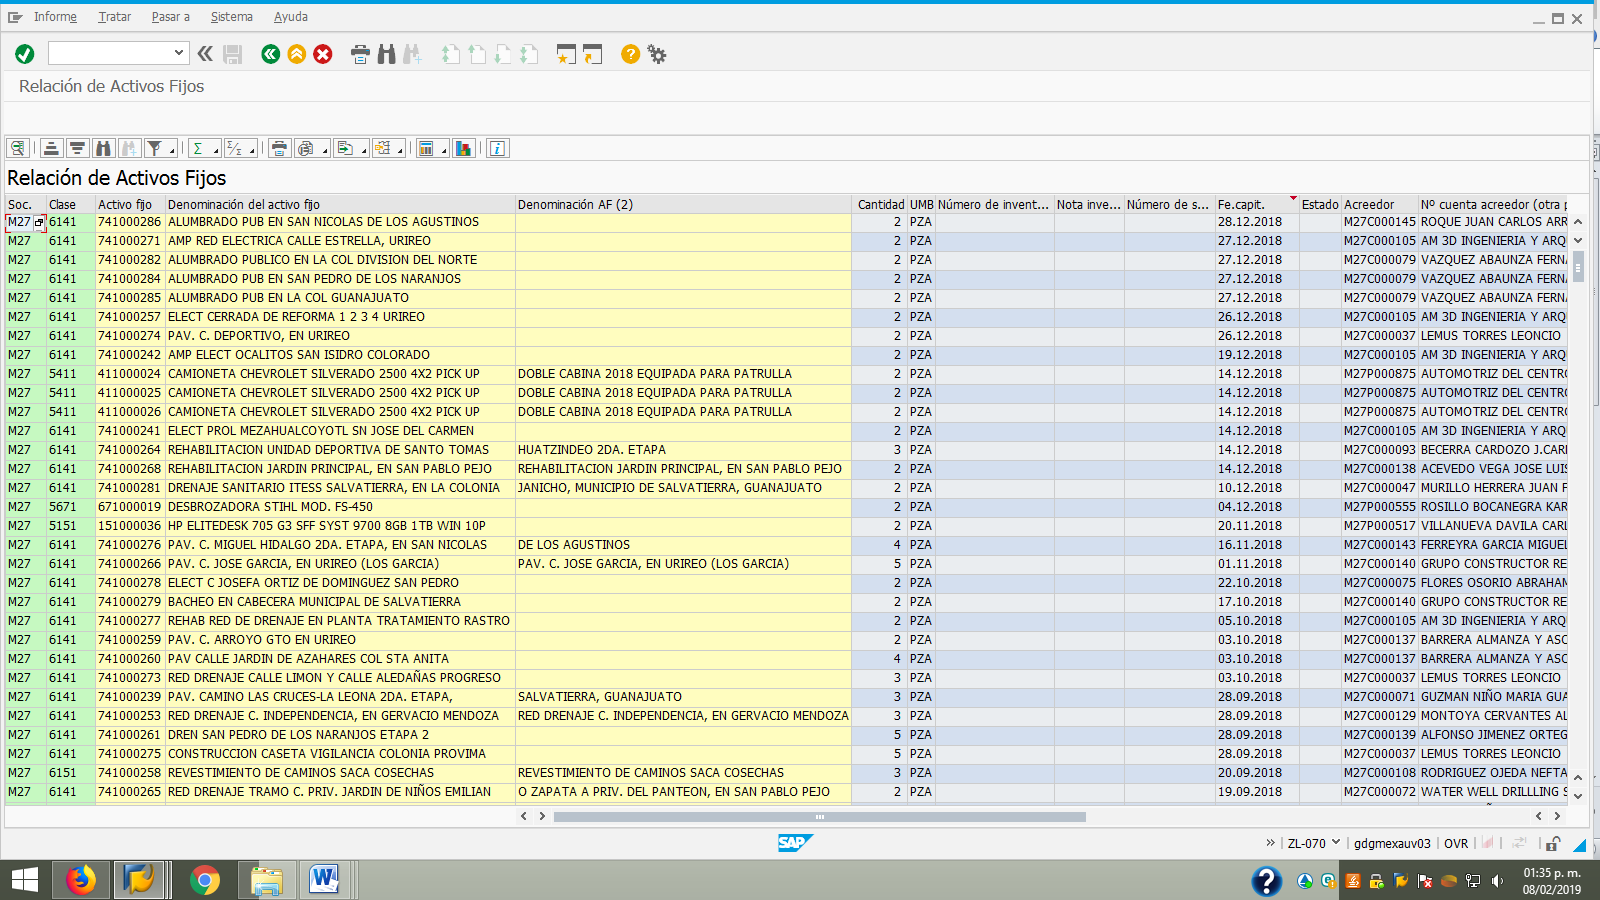 Informe Tratar Pasar a Sistema Ayuda
Relación de Activos Fijos
Relación de Activos Fijos
Soc. Clase Activo fijo Denominación del activo fijo Denominación AF (2) Cantidad UMB Número de invent... Nota inve... Número de s... Fe.capit. Estado Acreedor Nº cuenta acreedor (otra p
M27 6141 741000286 ALUMBRADO PUB EN SAN NICOLAS DE LOS AGUSTINOS 2 PZA 28.12.2018 M27C000145 ROQUE JUAN CARLOS ARR
M27 6141 741000271 AMP RED ELECTRICA CALLE ESTRELLA, URIREO 2 PZA 27.12.2018 M27C000105 AM 3D INGENIERIA Y ARQ
M27 6141 741000282 ALUMBRADO PUBLICO EN LA COL DIVISION DEL NORTE 2 PZA 27.12.2018 M27C000079 VAZQUEZ ABAUNZA FERN
M27 6141 741000284 ALUMBRADO PUB EN SAN PEDRO DE LOS NARANJOS 2 PZA 27.12.2018 M27C000079 VAZQUEZ ABAUNZA FERN
M27 6141 741000285 ALUMBRADO PUB EN LA COL GUANAJUATO 2 PZA 27.12.2018 M27C000079 VAZQUEZ ABAUNZA FERN
M27 6141 741000257 ELECT CERRADA DE REFORMA 1 2 3 4 URIREO 2 PZA 26.12.2018 M27C000105 AM 3D INGENIERIA Y ARQ
M27 6141 741000274 PAV. C. DEPORTIVO, EN URIREO 2 PZA 26.12.2018 M27C000037 LEMUS TORRES LEONCIO
M27 6141 741000242 AMP ELECT OCALITOS SAN ISIDRO COLORADO 2 PZA 19.12.2018 M27C000105 AM 3D INGENIERIA Y ARQ
M27 5411 411000024 CAMIONETA CHEVROLET SILVERADO 2500 4X2 PICK UP DOBLE CABINA 2018 EQUIPADA PARA PATRULLA 2 PZA 14.12.2018 M27P000875 AUTOMOTRIZ DEL CENTRO
M27 5411 411000025 CAMIONETA CHEVROLET SILVERADO 2500 4X2 PICK UP DOBLE CABINA 2018 EQUIPADA PARA PATRULLA 2 PZA 14.12.2018 M27P000875 AUTOMOTRIZ DEL CENTRO
M27 5411 411000026 CAMIONETA CHEVROLET SILVERADO 2500 4X2 PICK UP DOBLE CABINA 2018 EQUIPADA PARA PATRULLA 2 PZA 14.12.2018 M27P000875 AUTOMOTRIZ DEL CENTRO
M27 6141 741000241 ELECT PROL MEZAHUALCOYOTL SN JOSE DEL CARMEN 2 PZA 14.12.2018 M27C000105 AM 3D INGENIERIA Y ARQ
M27 6141 741000264 REHABILITACION UNIDAD DEPORTIVA DE SANTO TOMAS HUATZINDEO 2DA. ETAPA 3 PZA 14.12.2018 M27C000093 BECERRA CARDOZO J.CAR
M27 6141 741000268 REHABILITACION JARDIN PRINCIPAL, EN SAN PABLO PEJO REHABILITACION JARDIN PRINCIPAL, EN SAN PABLO PEJO 2 PZA 14.12.2018 M27C000138 ACEVEDO VEGA JOSE LUIS
M27 6141 741000281 DRENAJE SANITARIO ITESS SALVATIERRA, EN LA COLONIA JANICHO, MUNICIPIO DE SALVATIERRA, GUANAJUATO 2 PZA 10.12.2018 M27C000047 MURILLO HERRERA JUAN F
M27 5671 671000019 DESBROZADORA STIHL MOD. FS-450 2 PZA 04.12.2018 M27P000555 ROSILLO BOCANEGRA KAR
M27 5151 151000036 HP ELITEDESK 705 G3 SFF SYST 9700 8GB 1TB WIN 10P 2 PZA 20.11.2018 M27P000517 VILLANUEVA DAVILA CARL
M27 6141 741000276 PAV. C. MIGUEL HIDALGO 2DA. ETAPA, EN SAN NICOLAS DE LOS AGUSTINOS 4 PZA 16.11.2018 M27C000143 FERREYRA GARCIA MIGUEL
M27 6141 741000266 PAV. C. JOSE GARCIA, EN URIREO (LOS GARCIA) PAV. C. JOSE GARCIA, EN URIREO (LOS GARCIA) 5 PZA 01.11.2018 M27C000140 GRUPO CONSTRUCTOR RE
M27 6141 741000278 ELECT C JOSEFA ORTIZ DE DOMINGUEZ SAN PEDRO 2 PZA 22.10.2018 M27C000075 FLORES OSORIO ABRAHAM
M27 6141 741000279 BACHEO EN CABECERA MUNICIPAL DE SALVATIERRA 2 PZA 17.10.2018 M27C000140 GRUPO CONSTRUCTOR RE
M27 6141 741000277 REHAB RED DE DRENAJE EN PLANTA TRATAMIENTO RASTRO 2 PZA 05.10.2018 M27C000105 AM 3D INGENIERIA Y ARQ
M27 6141 741000259 PAV. C. ARROYO GTO EN URIREO 2 PZA 03.10.2018 M27C000137 BARRERA ALMANZA Y ASC
M27 6141 741000260 PAV CALLE JARDIN DE AZAHARES COL STA ANITA 4 PZA 03.10.2018 M27C000137 BARRERA ALMANZA Y ASC
M27 6141 741000273 RED DRENAJE CALLE LIMON Y CALLE ALEDAÑAS PROGRESO 3 PZA 03.10.2018 M27C000037 LEMUS TORRES LEONCIO
M27 6141 741000239 PAV. CAMINO LAS CRUCES-LA LEONA 2DA. ETAPA, SALVATIERRA, GUANAJUATO 3 PZA 28.09.2018 M27C000071 GUZMAN NIÑO MARIA GUA
M27 6141 741000253 RED DRENAJE C. INDEPENDENCIA, EN GERVACIO MENDOZA RED DRENAJE C. INDEPENDENCIA, EN GERVACIO MENDOZA 3 PZA 28.09.2018 M27C000129 MONTOYA CERVANTES AL
M27 6141 741000261 DREN SAN PEDRO DE LOS NARANJOS ETAPA 2 5 PZA 28.09.2018 M27C000139 ALFONSO JIMENEZ ORTEG
M27 6141 741000275 CONSTRUCCION CASETA VIGILANCIA COLONIA PROVIMA 5 PZA 28.09.2018 M27C000037 LEMUS TORRES LEONCIO
M27 6151 741000258 REVESTIMIENTO DE CAMINOS SACA COSECHAS REVESTIMIENTO DE CAMINOS SACA COSECHAS 3 PZA 20.09.2018 M27C000108 RODRIGUEZ OJEDA NEFTA
M27 6141 741000265 RED DRENAJE TRAMO C. PRIV. JARDIN DE NIÑOS EMILIAN O ZAPATA A PRIV. DEL PANTEON, EN SAN PABLO PEJO 2 PZA 19.09.2018 M27C000072 WATER WELL DRILLLING S
SAP
ZL-070 gdgmexauv03 OVR
01:35 p. m.
08/02/2019